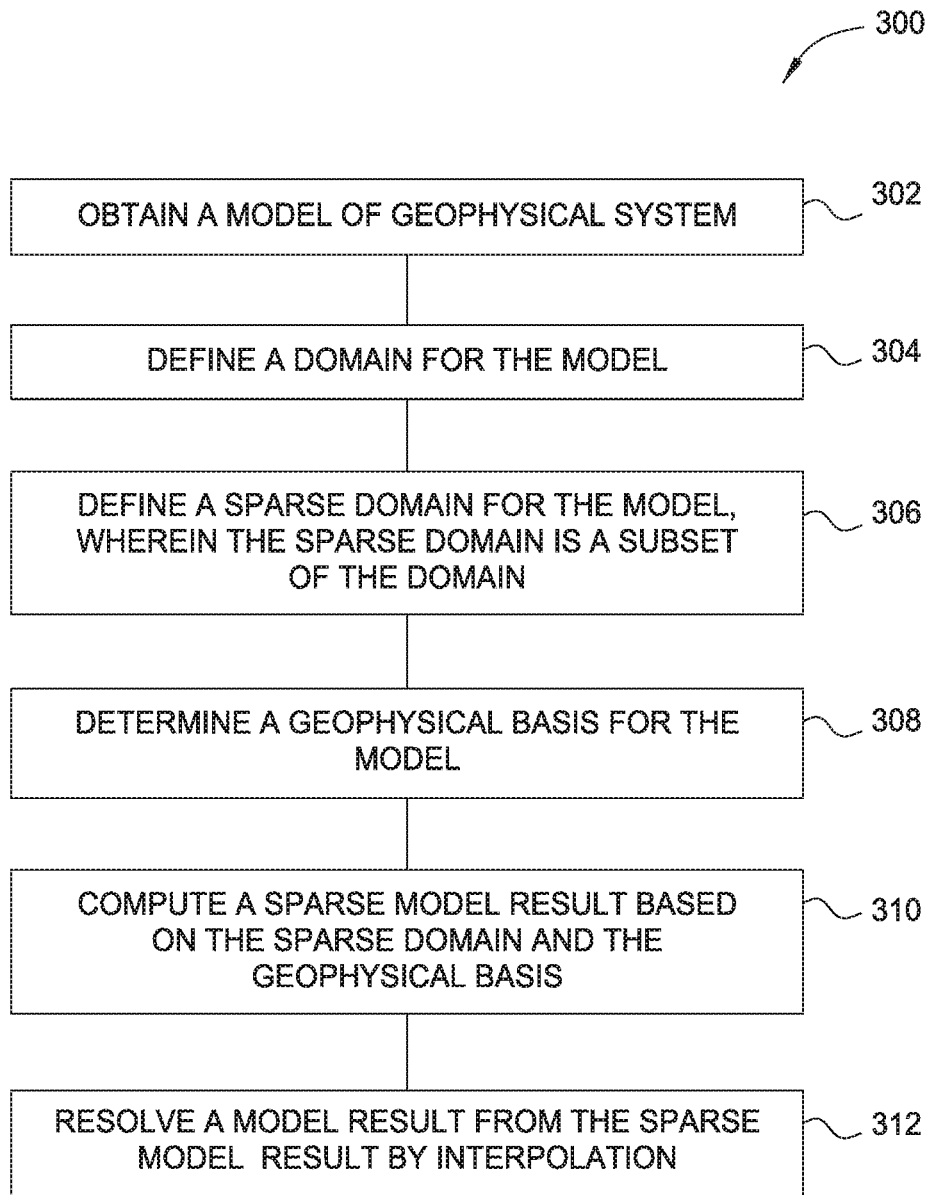 300
OBTAIN A MODEL OF GEOPHYSICAL SYSTEM
302
DEFINE A DOMAIN FOR THE MODEL
304
DEFINE A SPARSE DOMAIN FOR THE MODEL,
WHEREIN THE SPARSE DOMAIN IS A SUBSET
OF THE DOMAIN
306
DETERMINE A GEOPHYSICAL BASIS FOR THE
MODEL
308
COMPUTE A SPARSE MODEL RESULT BASED
ON THE SPARSE DOMAIN AND THE
GEOPHYSICAL BASIS
310
RESOLVE A MODEL RESULT FROM THE SPARSE
MODEL RESULT BY INTERPOLATION
312